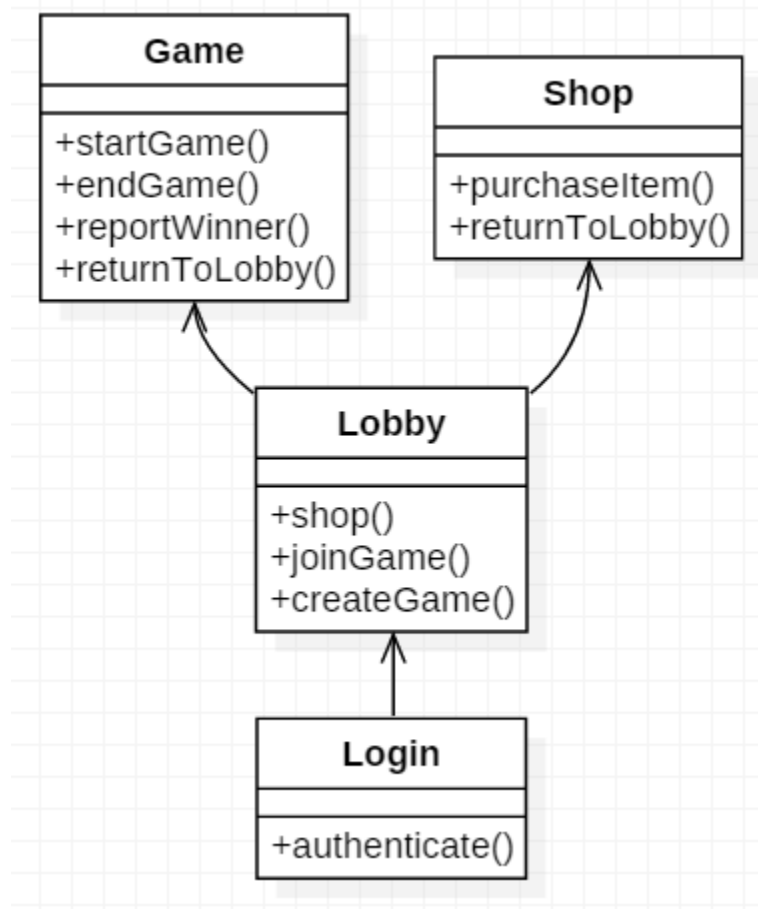 Game
+startGame()
+endGame()
+reportWinner()
+returnToLobby()
Shop
+purchaseItem()
+returnToLobby()
Lobby
+shop()
+joinGame()
+createGame()
Login
+authenticate()